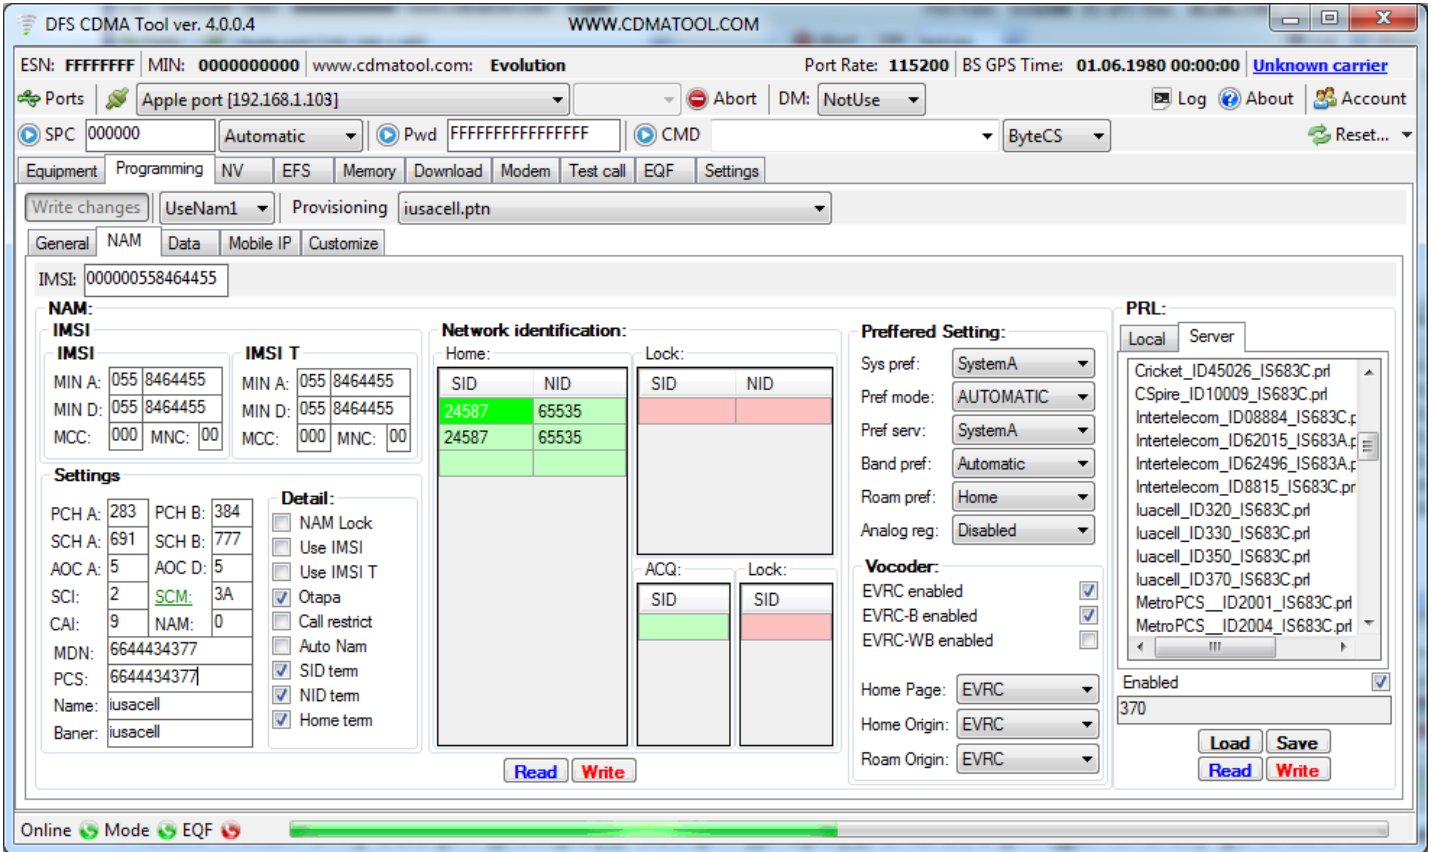 DFS CDMA Tool ver. 4.0.0.4 WWW.CDMATOOL.COM
ESN: FFFFFFFF MIN: 0000000000 www.cdmatool.com: Evolution Port Rate: 115200 BS GPS Time: 01.06.1980 00:00:00 Unknown carrier
Ports Apple port [192.168.1.103] Abort DM: NotUse Log About Account
SPC 000000 Automatic Pwd FFFFFFFFFFFFFFFF CMD ByteCS Reset...
Equipment Programming NV EFS Memory Download Modem Test call EQF Settings
Write changes UseNam1 Provisioning iusacell.ptn
General NAM Data Mobile IP Customize
IMSI: 000000558464455
NAM:
IMSI
IMSI
MIN A: 055 8464455
MIN D: 055 8464455
MCC: 000 MNC: 00
IMSI T
MIN A: 055 8464455
MIN D: 055 8464455
MCC: 000 MNC: 00
Settings
PCH A: 283 PCH B: 384
SCH A: 691 SCH B: 777
AOC A: 5 AOC D: 5
SCI: 2 SCM: 3A
CAI: 9 NAM: 0
MDN: 6644434377
PCS: 6644434377
Name: iusacell
Baner: iusacell
Detail:
NAM Lock
Use IMSI
Use IMSI T
Otapa
Call restrict
Auto Nam
SID term
NID term
Home term
Network identification:
Home:
SID NID
24587 65535
24587 65535
Lock:
SID NID
ACQ:
SID
Lock:
SID
Read Write
Preffered Setting:
Sys pref: SystemA
Pref mode: AUTOMATIC
Pref serv: SystemA
Band pref: Automatic
Roam pref: Home
Analog reg: Disabled
Vocoder:
EVRC enabled
EVRC-B enabled
EVRC-WB enabled
Home Page: EVRC
Home Origin: EVRC
Roam Origin: EVRC
PRL:
Local Server
Cricket_ID45026_IS683C.prl
CSpire_ID10009_IS683C.prl
Intertelecom_ID08884_IS683C.p
Intertelecom_ID62015_IS683A.p
Intertelecom_ID62496_IS683A.p
Intertelecom_ID8815_IS683C.prl
Iuacell_ID320_IS683C.prl
Iuacell_ID330_IS683C.prl
Iuacell_ID350_IS683C.prl
Iuacell_ID370_IS683C.prl
MetroPCS__ID2001_IS683C.prl
MetroPCS__ID2004_IS683C.prl
Enabled
370
Load Save
Read Write
Online Mode EQF